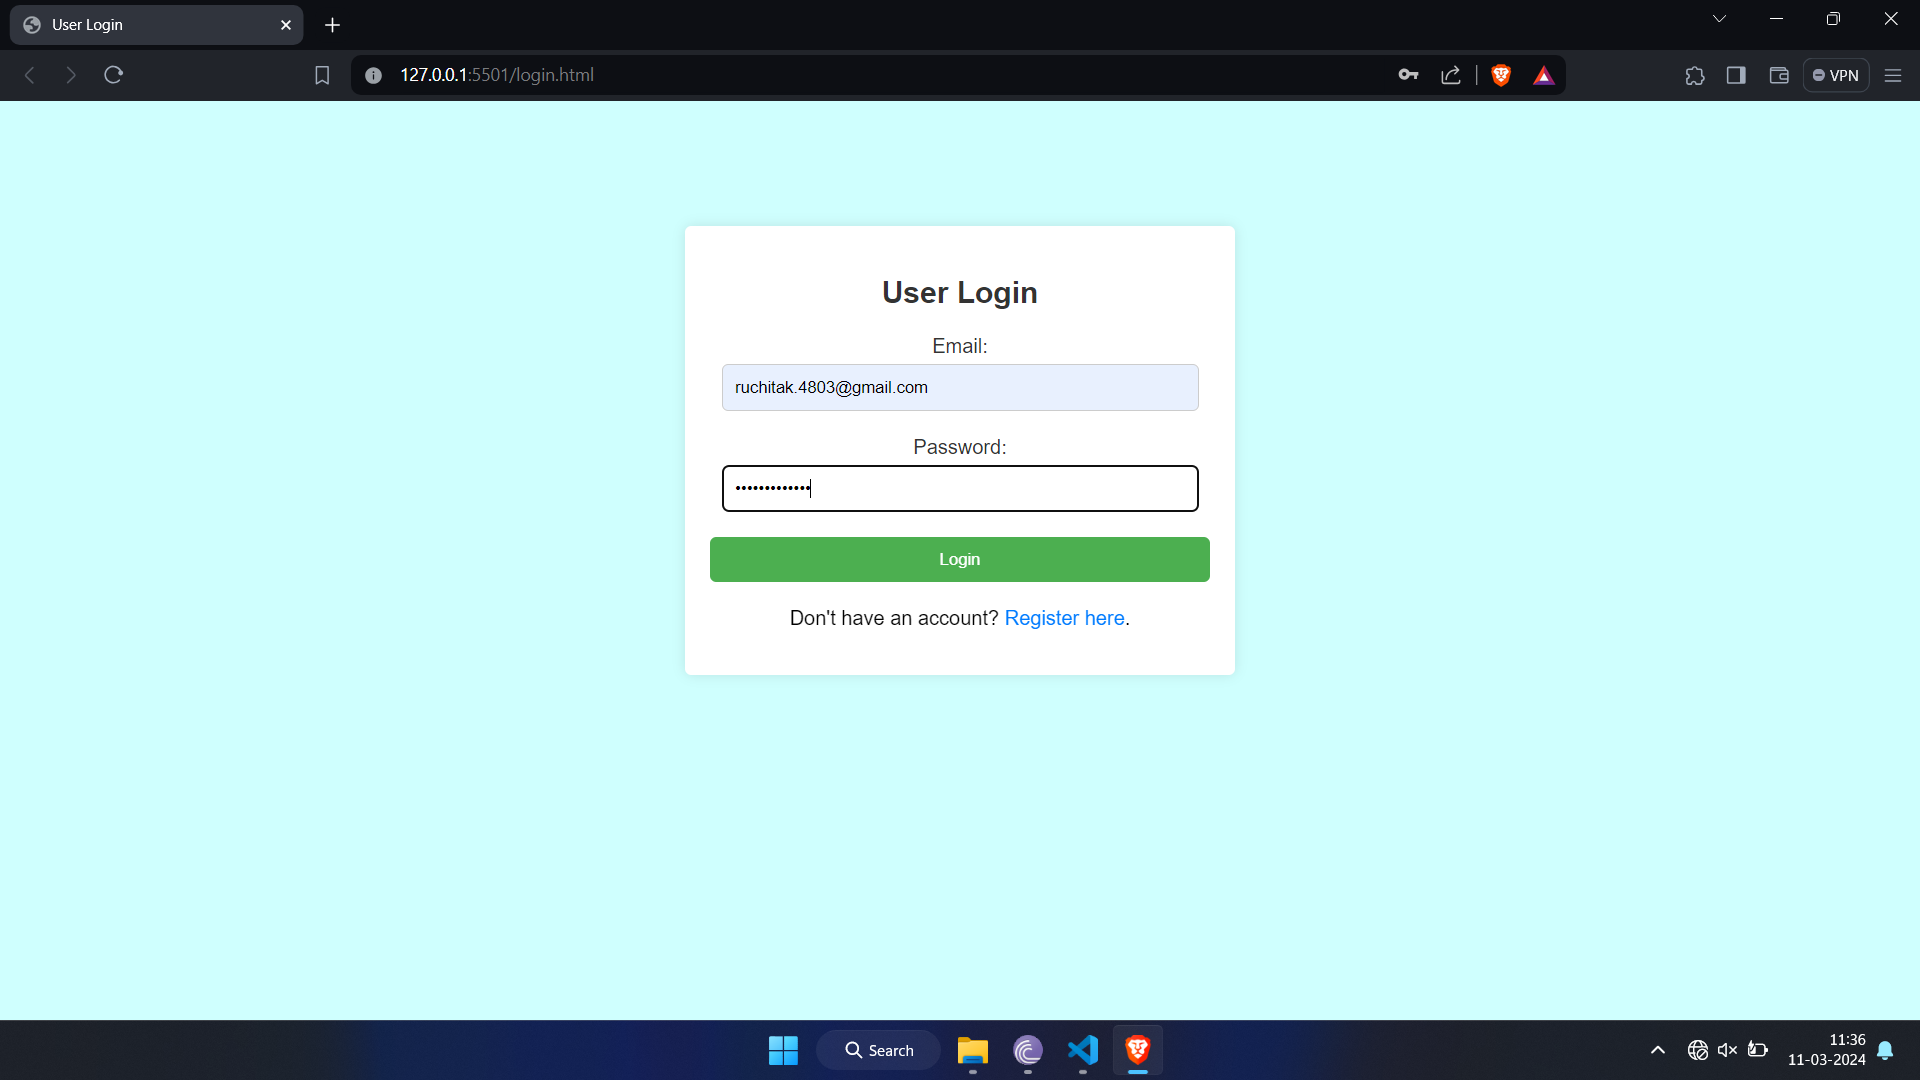 User Login
127.0.0.1:5501/login.html
VPN
User Login
Email:
ruchitak.4803@gmail.com
Password:
•••••••••••••
Login
Don't have an account? Register here.
Search
11:36
11-03-2024